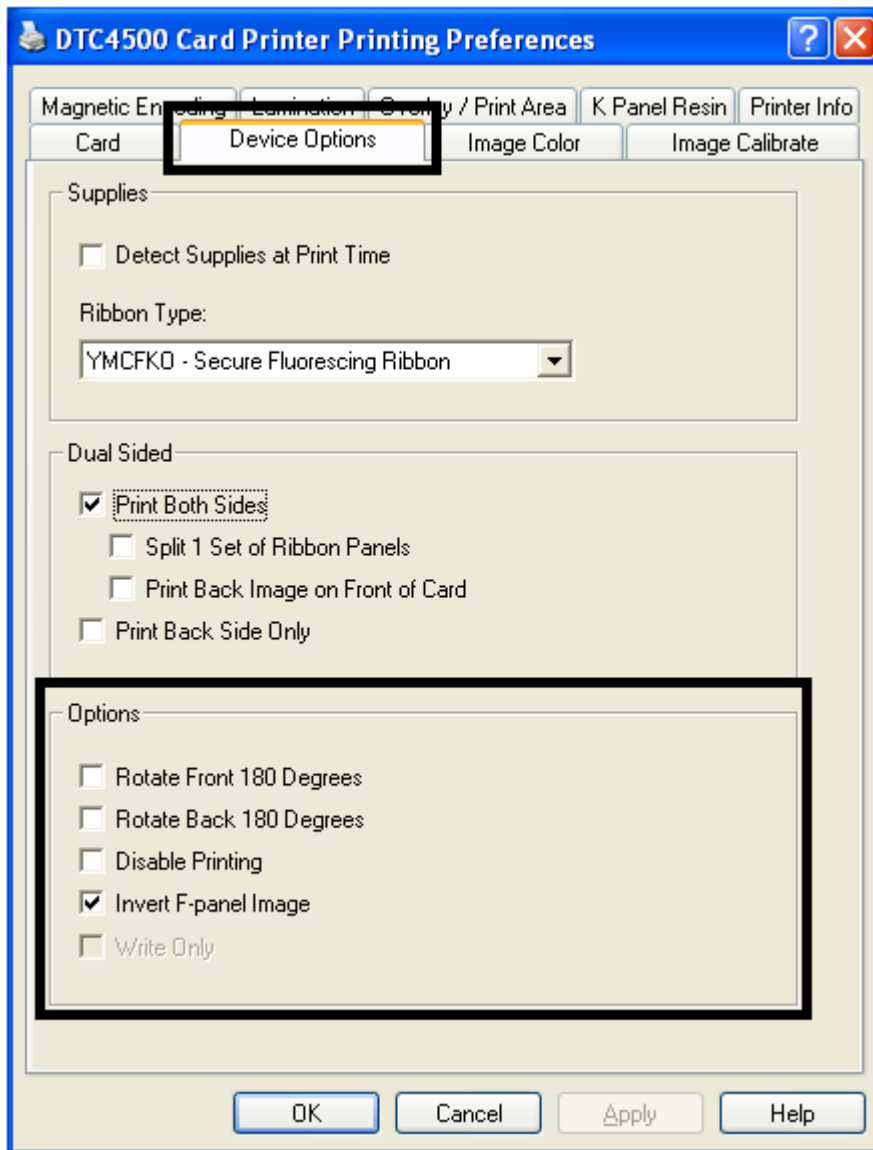 DTC4500 Card Printer Printing Preferences
Magnetic Encoding Lamination Overlay / Print Area K Panel Resin Printer Info
Card Device Options Image Color Image Calibrate
Supplies
Detect Supplies at Print Time
Ribbon Type:
YMCFKO - Secure Fluorescing Ribbon
Dual Sided
Print Both Sides
Split 1 Set of Ribbon Panels
Print Back Image on Front of Card
Print Back Side Only
Options
Rotate Front 180 Degrees
Rotate Back 180 Degrees
Disable Printing
Invert F-panel Image
Write Only
OK Cancel Apply Help